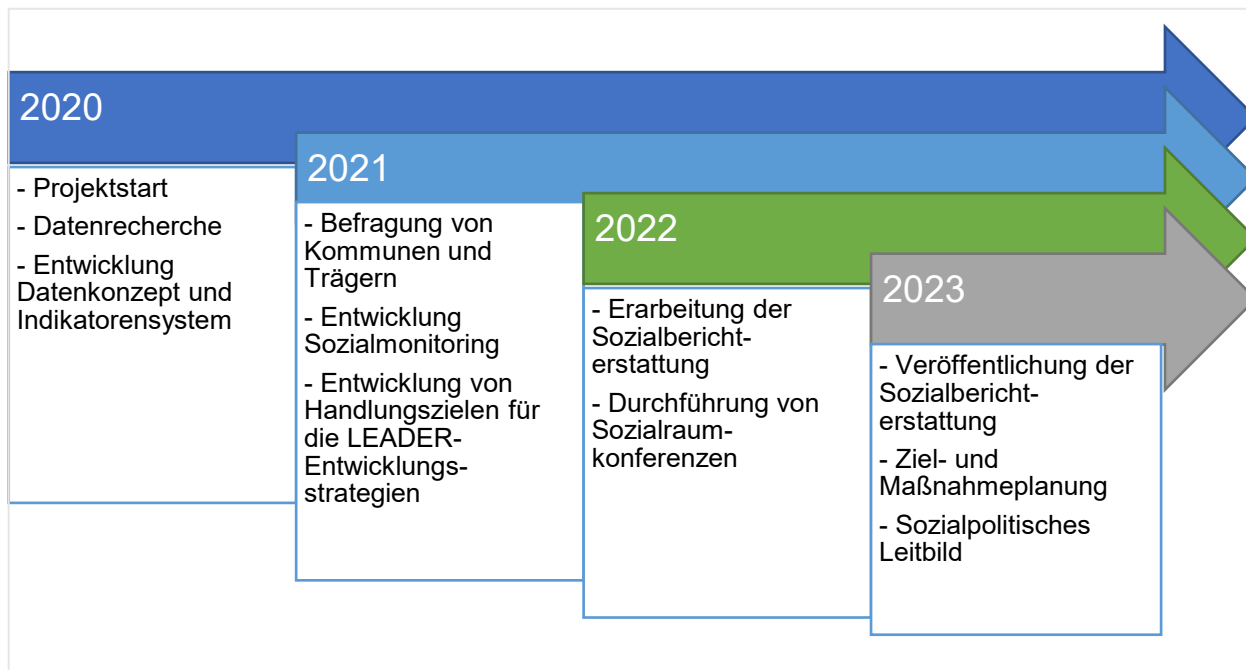 2020
- Projektstart
- Datenrecherche
- Entwicklung
Datenkonzept und
Indikatorensystem
2021
- Befragung von
Kommunen und
Trägern
- Entwicklung
Sozialmonitoring
- Entwicklung von
Handlungszielen für
die LEADER-
Entwicklungs-
strategien
2022
- Erarbeitung der
Sozialbericht-
erstattung
- Durchführung von
Sozialraum-
konferenzen
2023
- Veröffentlichung der
Sozialbericht-
erstattung
- Ziel- und
Maßnahmeplanung
- Sozialpolitisches
Leitbild